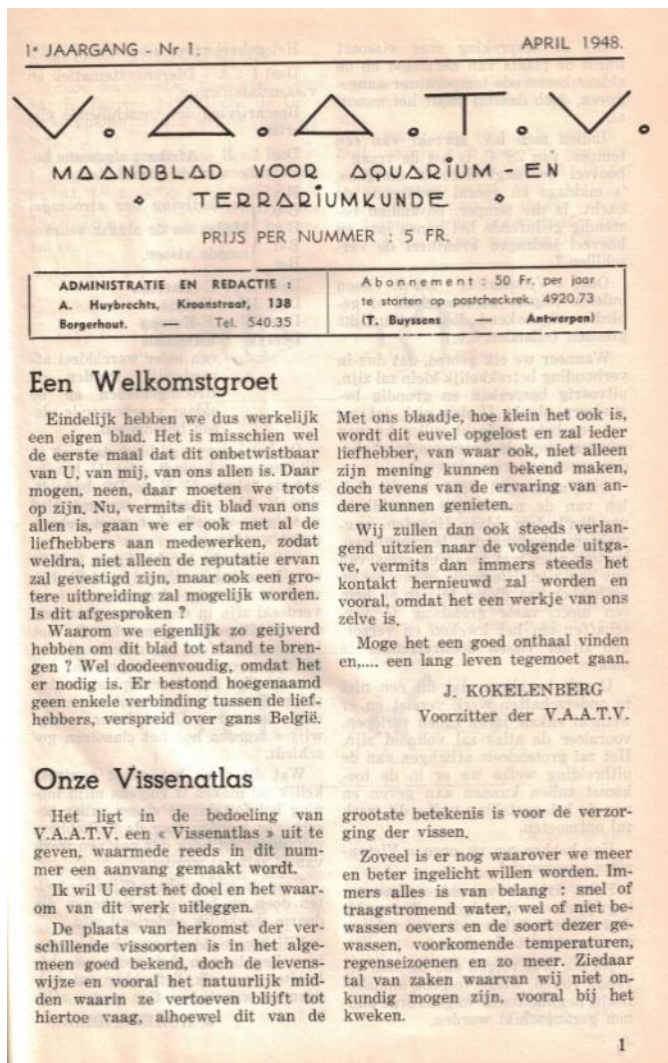 1e JAARGANG - Nr 1.
APRIL 1948.
V.A.A.T.V.
MAANDBLAD VOOR AQUARIUM - EN
TERRARIUMKUNDE
PRIJS PER NUMMER : 5 FR.
ADMINISTRATIE EN REDACTIE :
A. Huybrechts, Kroonstraat, 138
Borgerhout. — Tel. 540.35
Abonnement : 50 Fr. per jaar
te storten op postcheckrek. 4920.73
(T. Buyssens — Antwerpen)
Een Welkomstgroet
Eindelijk hebben we dus werkelijk
een eigen blad. Het is misschien wel
de eerste maal dat dit onbetwistbaar
van U, van mij, van ons allen is. Daar
mogen, neen, daar moeten we trots
op zijn. Nu, vermits dit blad van ons
allen is, gaan we er ook met al de
liefhebbers aan medewerken, zodat
weldra, niet alleen de reputatie ervan
zal gevestigd zijn, maar ook een gro-
tere uitbreiding zal mogelijk worden.
Is dit afgesproken ?
Waarom we eigenlijk zo geijverd
hebben om dit blad tot stand te bren-
gen ? Wel doodeenvoudig, omdat het
er nodig is. Er bestond hoegenaamd
geen enkele verbinding tussen de lief-
hebbers, verspreid over gans België.
Met ons blaadje, hoe klein het ook is,
wordt dit euvel opgelost en zal ieder
liefhebber, van waar ook, niet alleen
zijn mening kunnen bekend maken,
doch tevens van de ervaring van an-
dere kunnen genieten.
Wij zullen dan ook steeds verlan-
gend uitzien naar de volgende uitga-
ve, vermits dan immers steeds het
kontakt hernieuwd zal worden en
vooral, omdat het een werkje van ons
zelve is.
Moge het een goed onthaal vinden
en,.... een lang leven tegemoet gaan.
J. KOKELENBERG
Voorzitter der V.A.A.T.V.
Onze Vissenatlas
Het ligt in de bedoeling van
V.A.A.T.V. een « Vissenatlas » uit te
geven, waarmede reeds in dit num-
mer een aanvang gemaakt wordt.
Ik wil U eerst het doel en het waar-
om van dit werk uitleggen.
De plaats van herkomst der ver-
schillende vissoorten is in het alge-
meen goed bekend, doch de levens-
wijze en vooral het natuurlijk mid-
den waarin ze vertoeven blijft tot
hiertoe vaag, alhoewel dit van de
grootste betekenis is voor de verzor-
ging der vissen.
Zoveel is er nog waarover we meer
en beter ingelicht willen worden. Im-
mers alles is van belang : snel of
traagstromend water, wel of niet be-
wassen oevers en de soort dezer ge-
wassen, voorkomende temperaturen,
regenseizoenen en zo meer. Ziedaar
tal van zaken waarvan wij niet on-
kundig mogen zijn, vooral bij het
kweken.
1